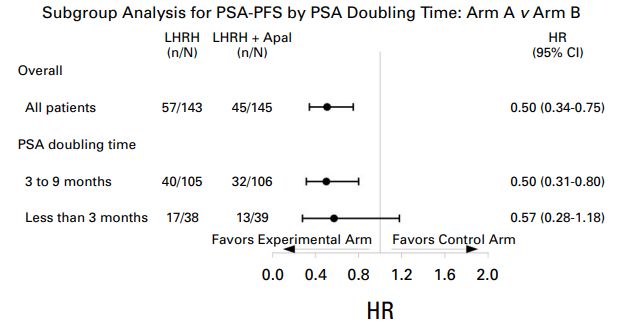 Subgroup Analysis for PSA-PFS by PSA Doubling Time: Arm A v Arm B
LHRH LHRH + Apal HR
(n/N) (n/N) (95% CI)
Overall
All patients 57/143 45/145 0.50 (0.34-0.75)
PSA doubling time
3 to 9 months 40/105 32/106 0.50 (0.31-0.80)
Less than 3 months 17/38 13/39 0.57 (0.28-1.18)
Favors Experimental Arm Favors Control Arm
0.0 0.4 0.8 1.2 1.6 2.0
HR